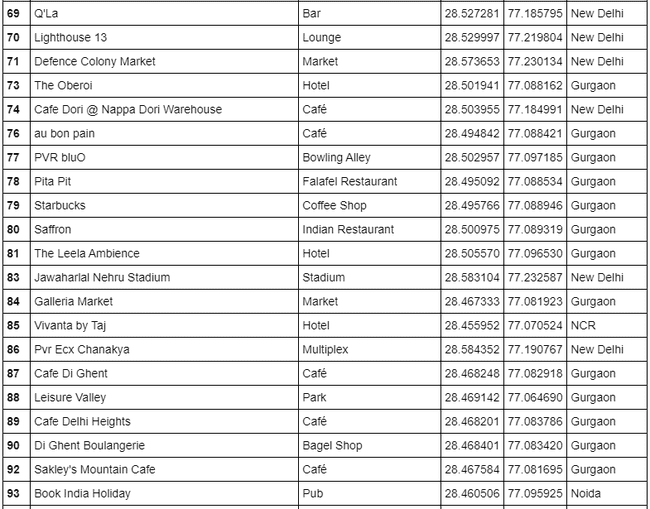 69 Q'La Bar 28.527281 77.185795 New Delhi
70 Lighthouse 13 Lounge 28.529997 77.219804 New Delhi
71 Defence Colony Market Market 28.573653 77.230134 New Delhi
73 The Oberoi Hotel 28.501941 77.088162 Gurgaon
74 Cafe Dori @ Nappa Dori Warehouse Café 28.503955 77.184991 New Delhi
76 au bon pain Café 28.494842 77.088421 Gurgaon
77 PVR bluO Bowling Alley 28.502957 77.097185 Gurgaon
78 Pita Pit Falafel Restaurant 28.495092 77.088534 Gurgaon
79 Starbucks Coffee Shop 28.495766 77.088946 Gurgaon
80 Saffron Indian Restaurant 28.500975 77.089319 Gurgaon
81 The Leela Ambience Hotel 28.505570 77.096530 Gurgaon
83 Jawaharlal Nehru Stadium Stadium 28.583104 77.232587 New Delhi
84 Galleria Market Market 28.467333 77.081923 Gurgaon
85 Vivanta by Taj Hotel 28.455952 77.070524 NCR
86 Pvr Ecx Chanakya Multiplex 28.584352 77.190767 New Delhi
87 Cafe Di Ghent Café 28.468248 77.082918 Gurgaon
88 Leisure Valley Park 28.469142 77.064690 Gurgaon
89 Cafe Delhi Heights Café 28.468201 77.083786 Gurgaon
90 Di Ghent Boulangerie Bagel Shop 28.468401 77.083420 Gurgaon
92 Sakley's Mountain Cafe Café 28.467584 77.081695 Gurgaon
93 Book India Holiday Pub 28.460506 77.095925 Noida